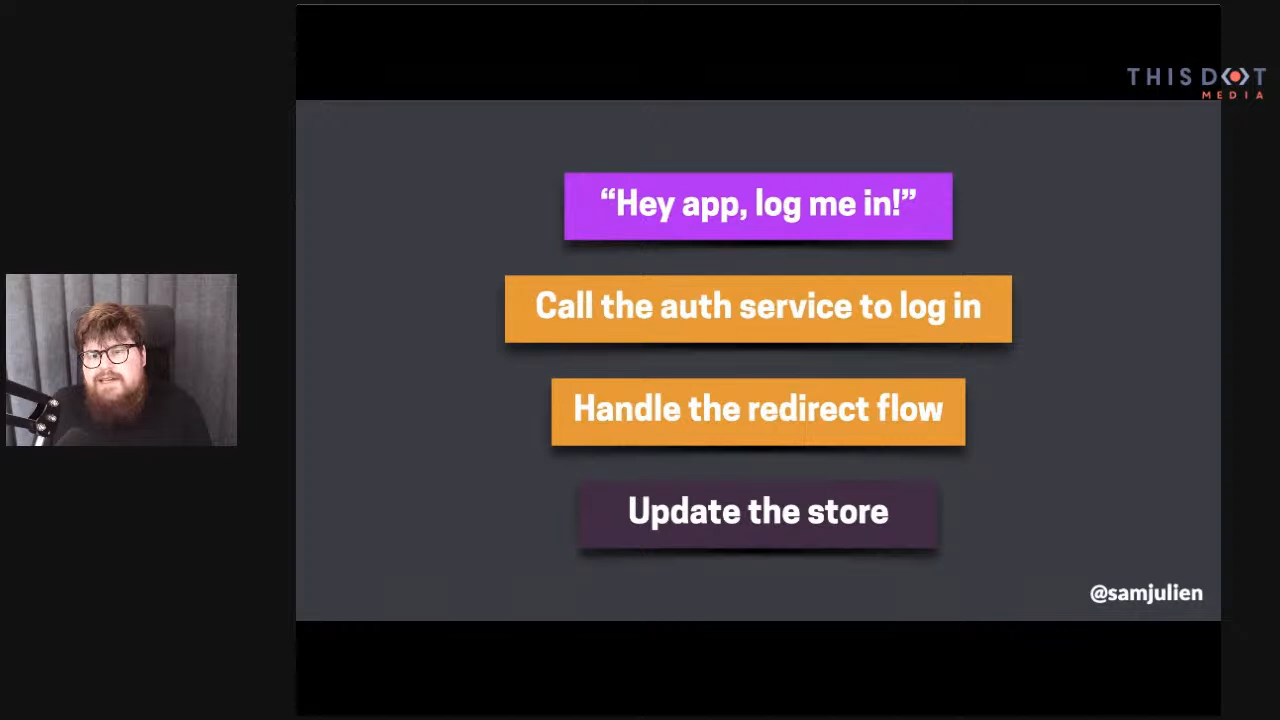 THIS DOT
MEDIA
“Hey app, log me in!”
Call the auth service to log in
Handle the redirect flow
Update the store
@samjulien